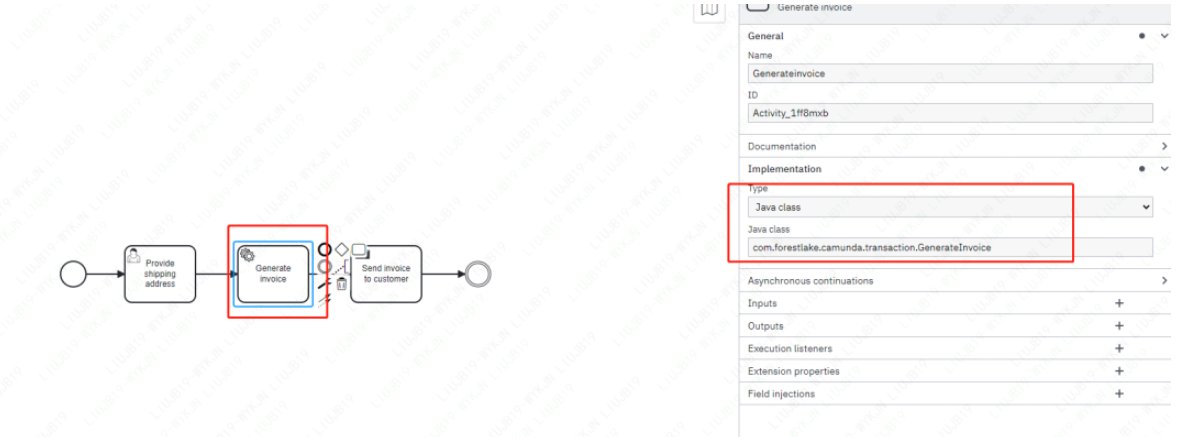 Provide
shipping
address
Generate
invoice
Send invoice
to customer
Generate invoice
General
Name
Generateinvoice
ID
Activity_1ff8mxb
Documentation
Implementation
Type
Java class
Java class
com.forestlake.camunda.transaction.GenerateInvoice
Asynchronous continuations
Inputs
Outputs
Execution listeners
Extension properties
Field injections